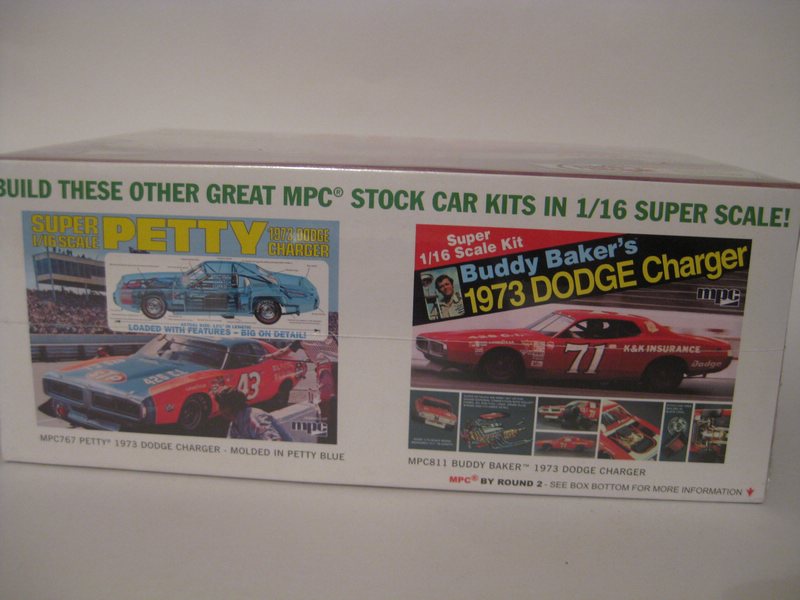 BUILD THESE OTHER GREAT MPC® STOCK CAR KITS IN 1/16 SUPER SCALE!
SUPER
1/16 SCALE
PETTY
1973 DODGE
CHARGER
LOADED WITH FEATURES - BIG ON DETAIL!
426 C.I.
43
mpc
MPC767 PETTY® 1973 DODGE CHARGER - MOLDED IN PETTY BLUE
Super
1/16 Scale Kit
Buddy Baker's
1973 DODGE Charger
mpc
71
K&K INSURANCE
Dodge
MPC811 BUDDY BAKER™ 1973 DODGE CHARGER
MPC® BY ROUND 2 - SEE BOX BOTTOM FOR MORE INFORMATION